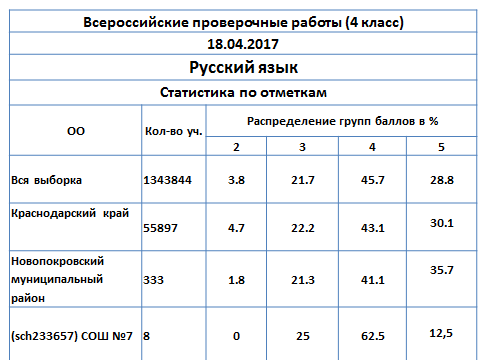 Всероссийские проверочные работы (4 класс)
18.04.2017
Русский язык
Статистика по отметкам
ОО Кол-во уч. Распределение групп баллов в %
2 3 4 5
Вся выборка 1343844 3.8 21.7 45.7 28.8
Краснодарский край 55897 4.7 22.2 43.1 30.1
Новопокровский
муниципальный 333 1.8 21.3 41.1 35.7
район
(sch233657) СОШ №7 8 0 25 62.5 12,5